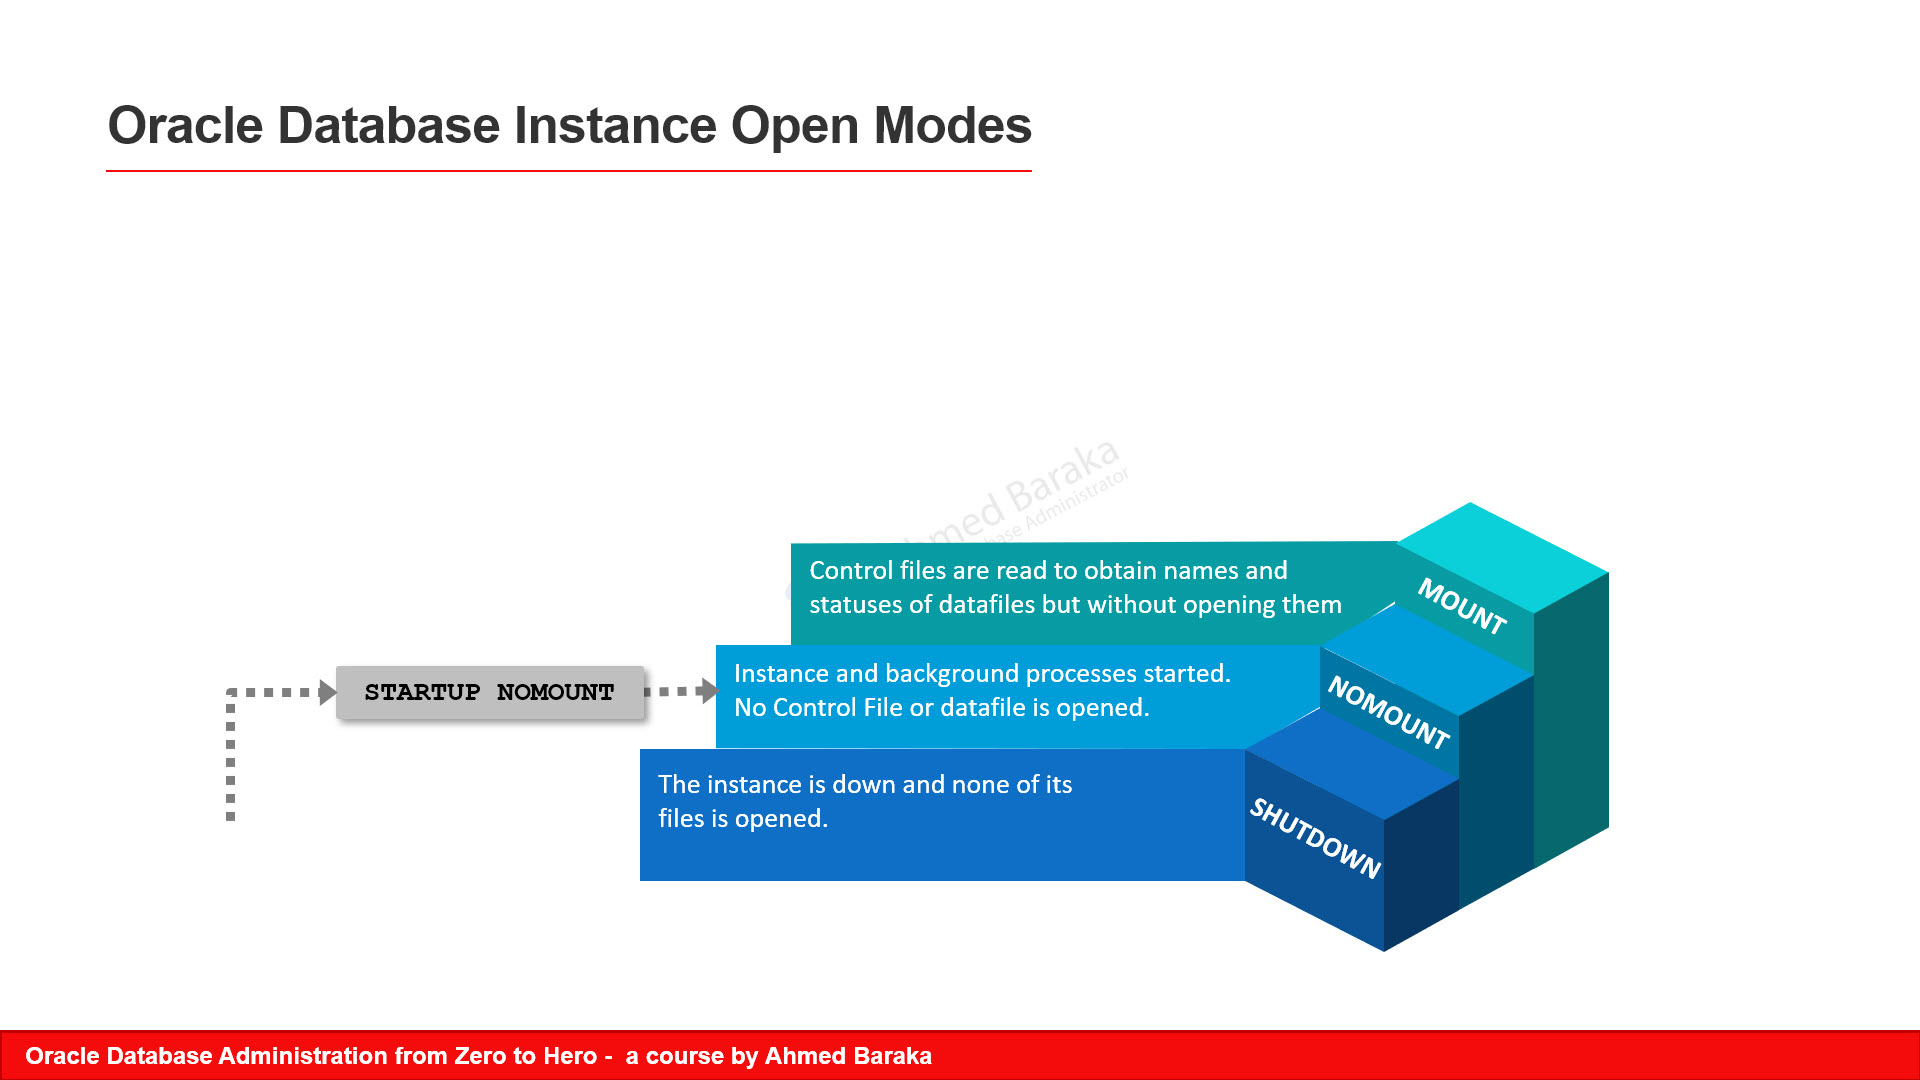 Oracle Database Instance Open Modes
Baraka
Administrator
Control files are read to obtain names and
statuses of datafiles but without opening them
MOUNT
STARTUP NOMOUNT
Instance and background processes started.
No Control File or datafile is opened.
NOMOUNT
The instance is down and none of its
files is opened.
SHUTDOWN
Oracle Database Administration from Zero to Hero - a course by Ahmed Baraka